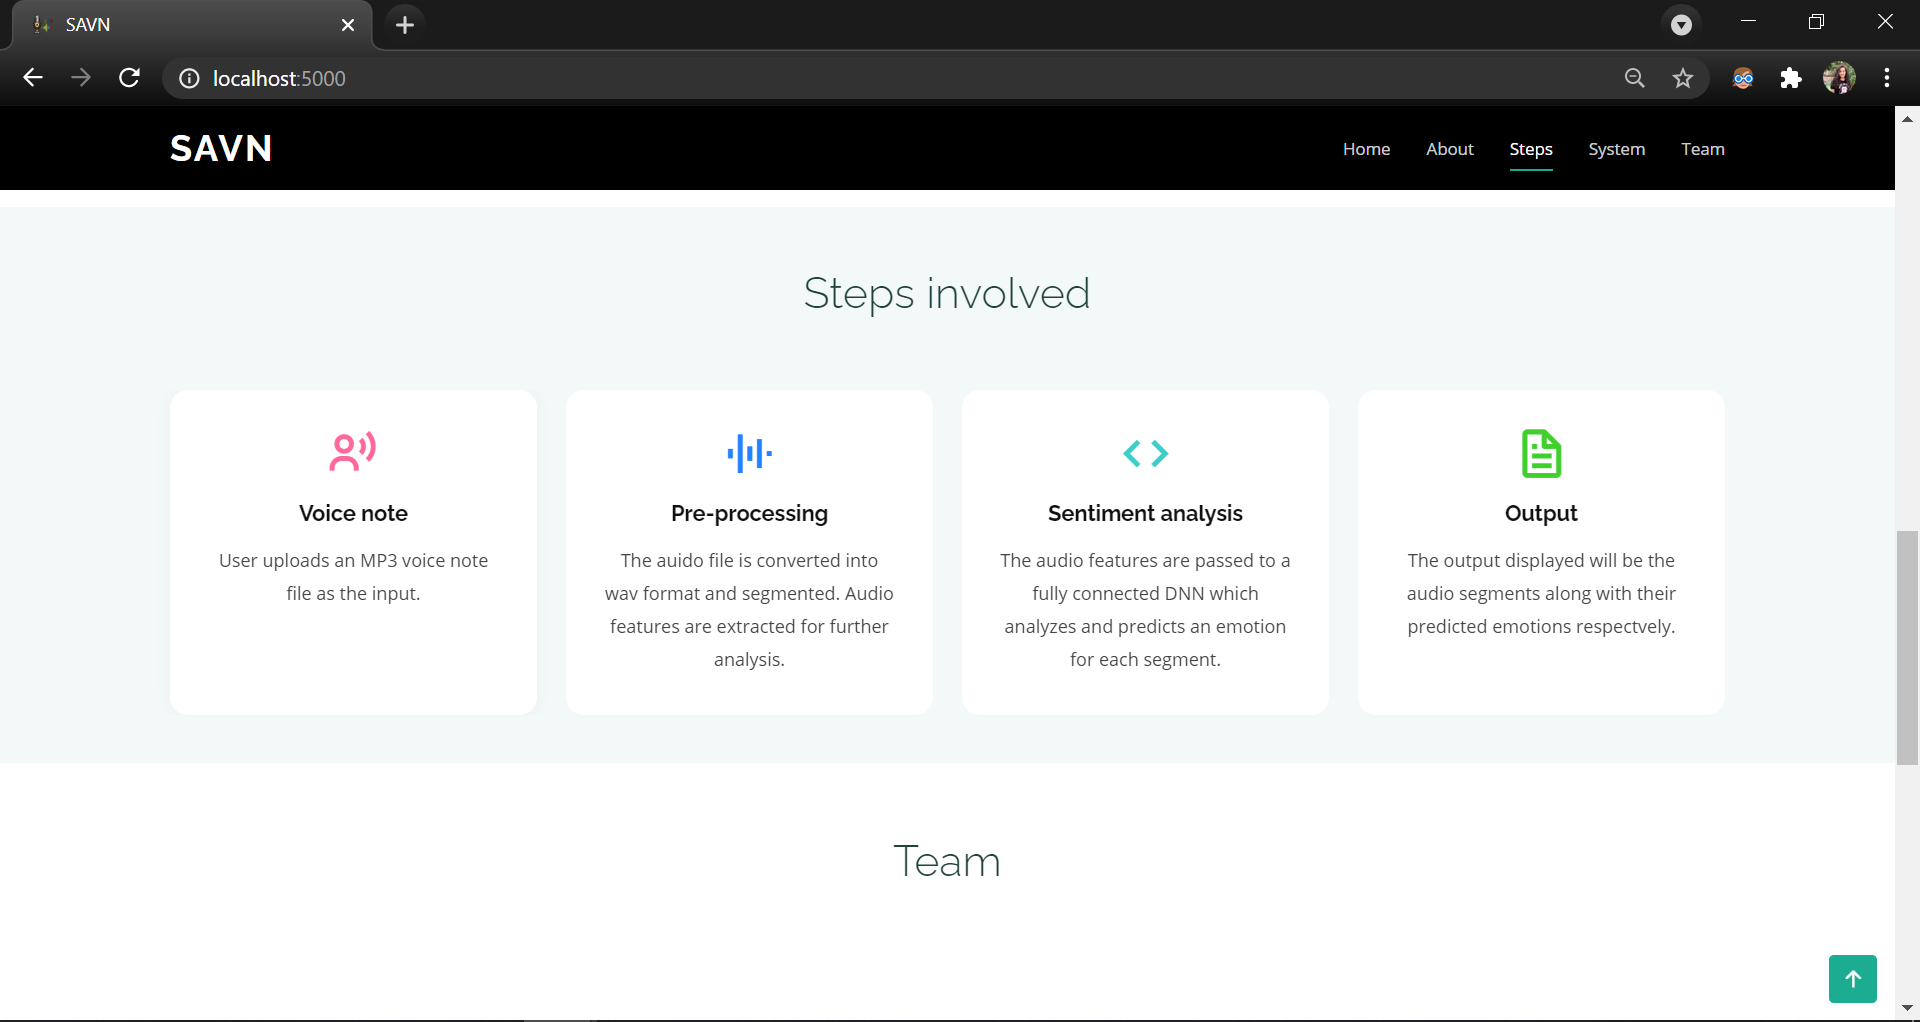 SAVN
localhost:5000
SAVN
Home About Steps System Team
Steps involved
Voice note
User uploads an MP3 voice note
file as the input.
Pre-processing
The auido file is converted into
wav format and segmented. Audio
features are extracted for further
analysis.
Sentiment analysis
The audio features are passed to a
fully connected DNN which
analyzes and predicts an emotion
for each segment.
Output
The output displayed will be the
audio segments along with their
predicted emotions respectvely.
Team